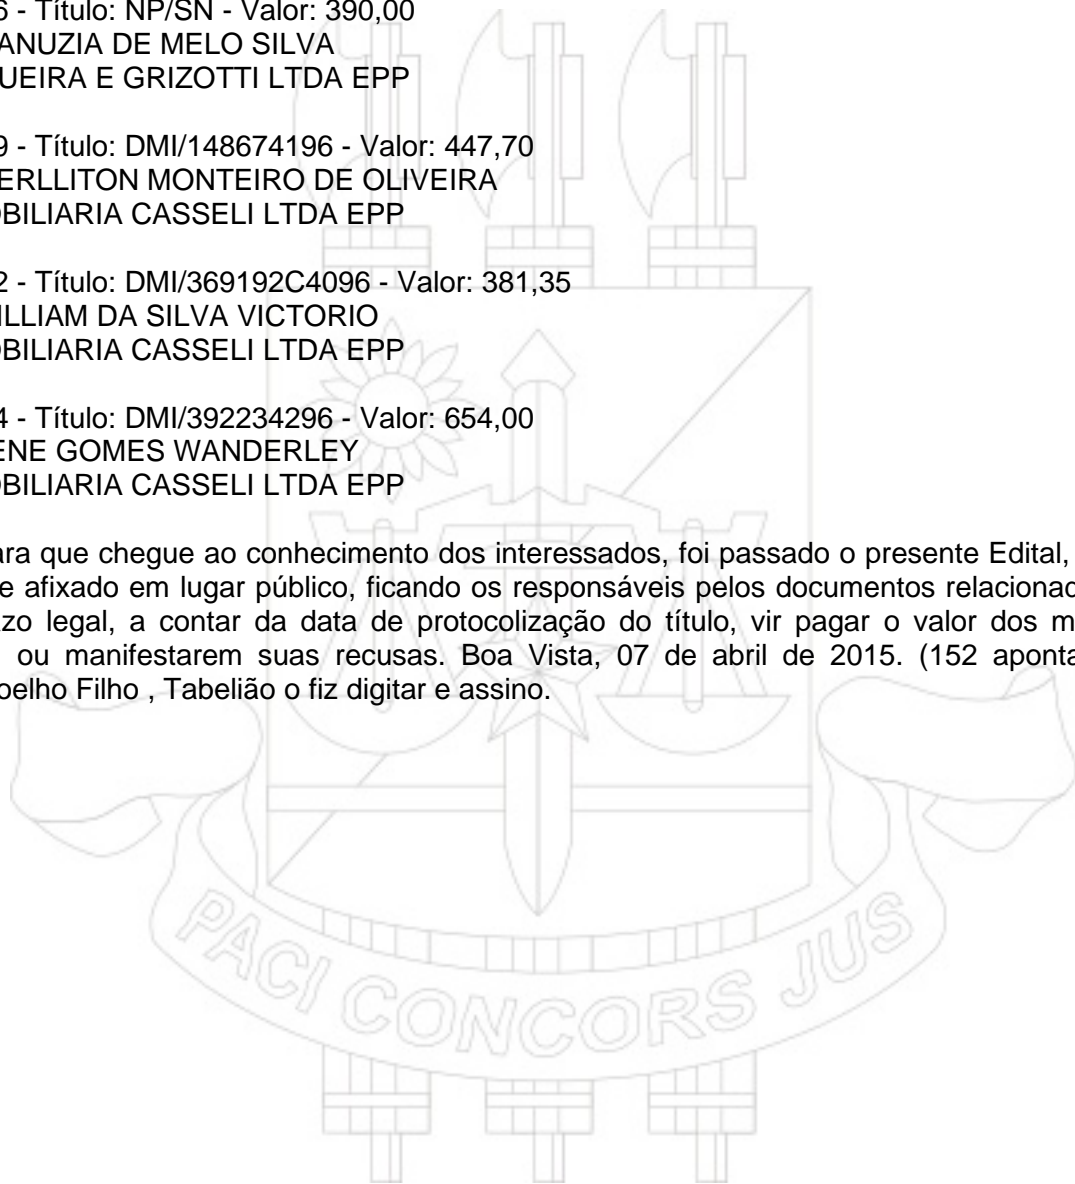 6 - Título: NP/SN - Valor: 390,00
ANUZIA DE MELO SILVA
UEIRA E GRIZOTTI LTDA EPP
9 - Título: DMI/148674196 - Valor: 447,70
ERLLITON MONTEIRO DE OLIVEIRA
OBILIARIA CASSELI LTDA EPP
2 - Título: DMI/369192C4096 - Valor: 381,35
ILLIAM DA SILVA VICTORIO
OBILIARIA CASSELI LTDA EPP
4 - Título: DMI/392234296 - Valor: 654,00
ENE GOMES WANDERLEY
OBILIARIA CASSELI LTDA EPP
ara que chegue ao conhecimento dos interessados, foi passado o presente Edital,
e afixado em lugar público, ficando os responsáveis pelos documentos relacionad
zo legal, a contar da data de protocolização do título, vir pagar o valor dos m
ou manifestarem suas recusas. Boa Vista, 07 de abril de 2015. (152 aponta
oelho Filho , Tabelião o fiz digitar e assino.
PACI CONCORS JUS